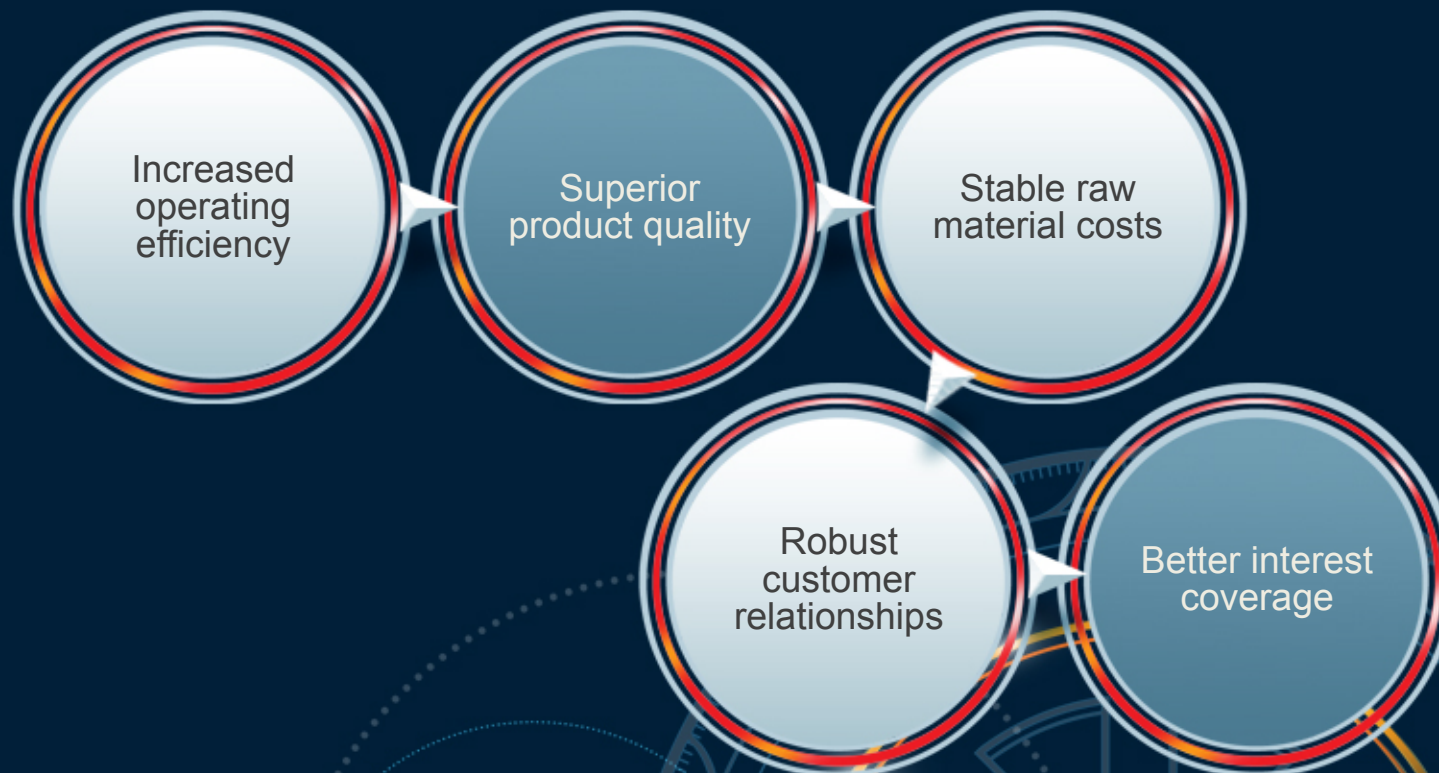 Increased
operating
efficiency
Superior
product quality
Stable raw
material costs
Robust
customer
relationships
Better interest
coverage